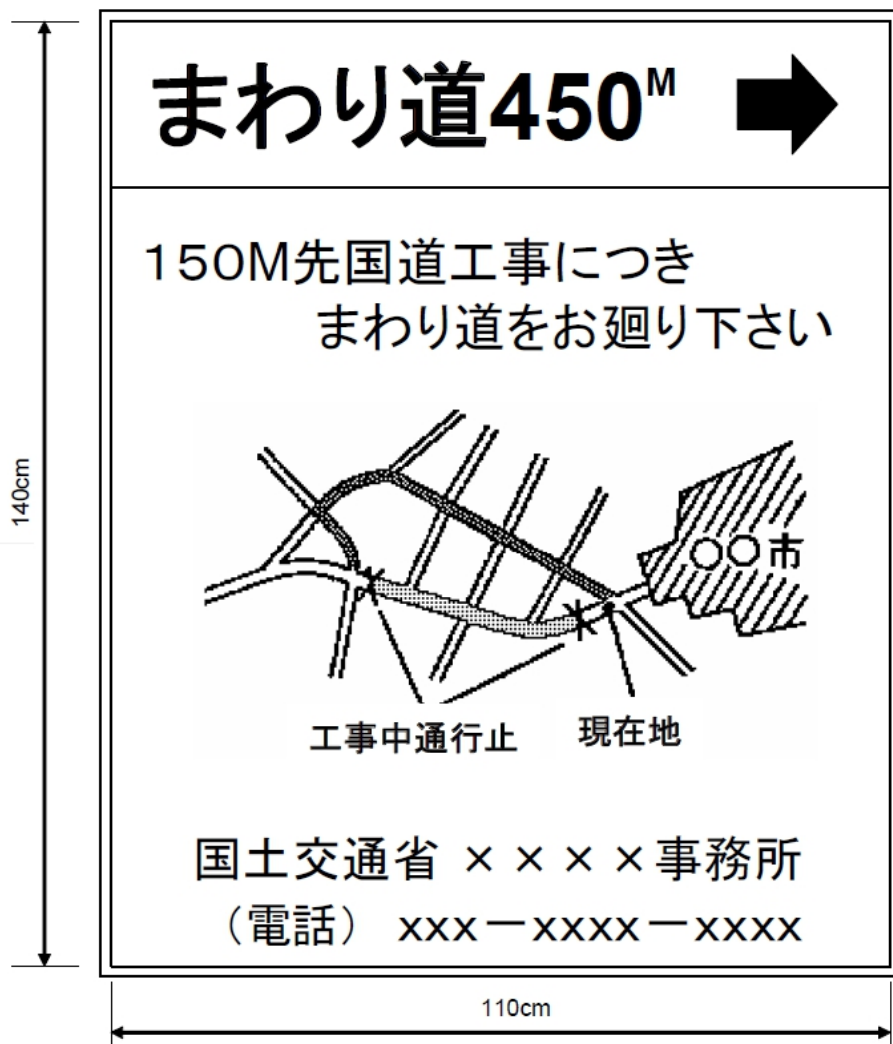 まわり道450M
150M先国道工事につき
まわり道をお廻り下さい
140cm
○○市
工事中通行止
現在地
国土交通省 ××××事務所
(電話) xxx－xxxx－xxxx
110cm